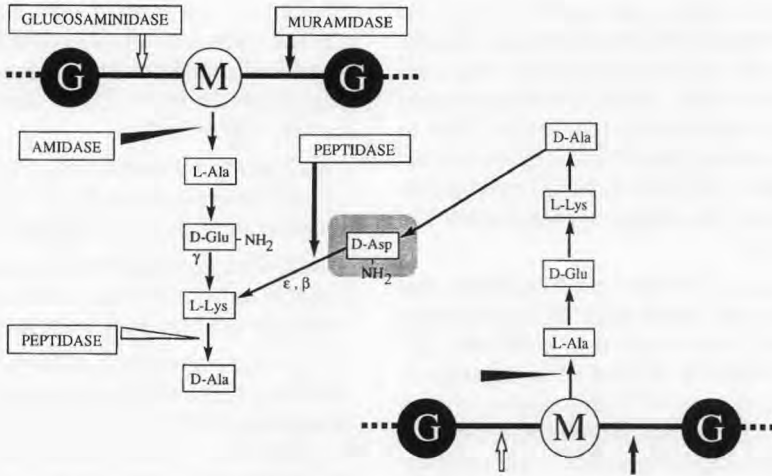 GLUCOSAMINIDASE
MURAMIDASE
G
M
G
AMIDASE
PEPTIDASE
D-Ala
L-Ala
L-Lys
D-Glu
NH2
D-Asp
NH2
γ
ε , β
D-Glu
L-Lys
PEPTIDASE
L-Ala
D-Ala
G
M
G